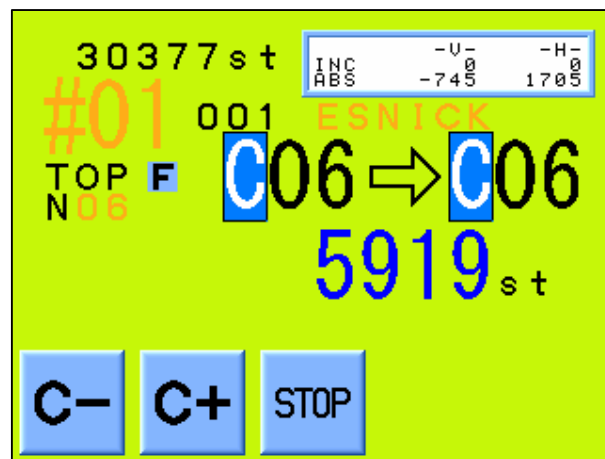 30377st
-V- -H-
INC 0 0
ABS -745 1705
#01 001 ESNICK
TOP F C06 ⇨ C06
N06
5919st
C- C+ STOP